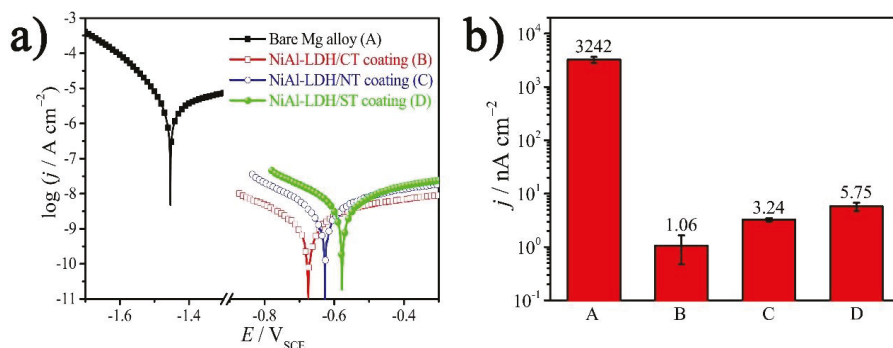 a)
log (j / A cm⁻²)
-3
-4
-5
-6
-7
-8
-9
-10
-11
Bare Mg alloy (A)
NiAl-LDH/CT coating (B)
NiAl-LDH/NT coating (C)
NiAl-LDH/ST coating (D)
-1.6 -1.4 -0.8 -0.6 -0.4
E / V_SCE
b)
j / nA cm⁻²
10⁴
10³
10²
10¹
10⁰
10⁻¹
3242
1.06
3.24
5.75
A B C D